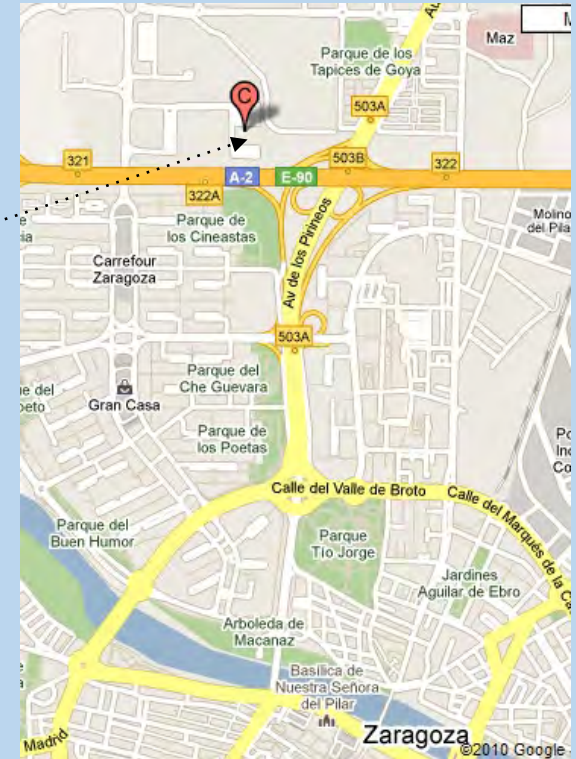 Maz
Parque de los
Tapices de Goya
C
503A
321
503B
322
A-2
E-90
322A
Parque de
los Cineastas
Av de los Pirineos
Molino
del Pila
Carrefour
Zaragoza
503A
Parque del
Che Guevara
Gran Casa
Parque de
los Poetas
Calle del Valle de Broto
Calle del Marqués de la Ca
Parque del
Buen Humor
Parque
Tío Jorge
Jardines
Aguilar de Ebro
Arboleda de
Macanaz
Basílica de
Nuestra Señora
del Pilar
Zaragoza
Madrid
©2010 Google